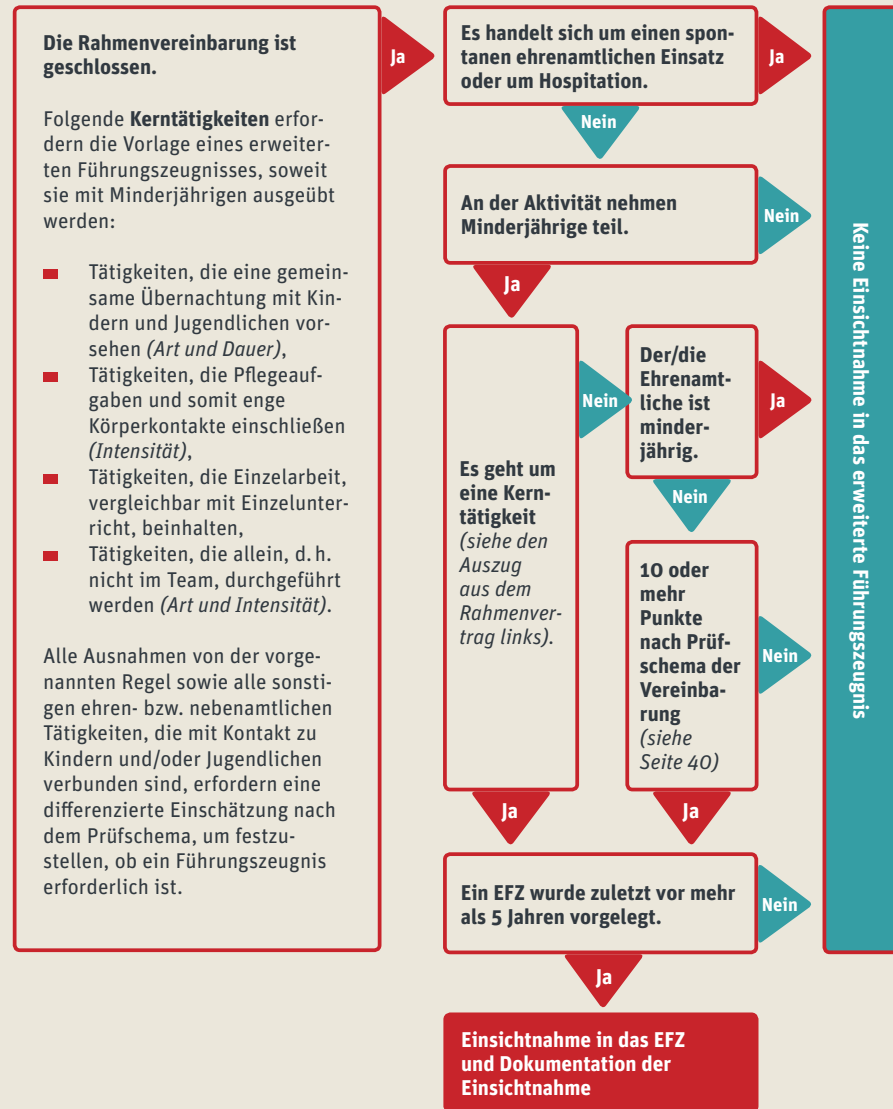 Die Rahmenvereinbarung ist
geschlossen.
Folgende Kerntätigkeiten erfor-
dern die Vorlage eines erweiter-
ten Führungszeugnisses, soweit
sie mit Minderjährigen ausgeübt
werden:
Tätigkeiten, die eine gemein-
same Übernachtung mit Kin-
dern und Jugendlichen vor-
sehen (Art und Dauer),
Tätigkeiten, die Pflegeauf-
gaben und somit enge
Körperkontakte einschließen
(Intensität),
Tätigkeiten, die Einzelarbeit,
vergleichbar mit Einzelunter-
richt, beinhalten,
Tätigkeiten, die allein, d. h.
nicht im Team, durchgeführt
werden (Art und Intensität).
Alle Ausnahmen von der vorge-
nannten Regel sowie alle sonsti-
gen ehren- bzw. nebenamtlichen
Tätigkeiten, die mit Kontakt zu
Kindern und/oder Jugendlichen
verbunden sind, erfordern eine
differenzierte Einschätzung nach
dem Prüfschema, um festzu-
stellen, ob ein Führungszeugnis
erforderlich ist.
Ja
Es handelt sich um einen spon-
tanen ehrenamtlichen Einsatz
oder um Hospitation.
Ja
Nein
An der Aktivität nehmen
Minderjährige teil.
Nein
Ja
Es geht um
eine Kern-
tätigkeit
(siehe den
Auszug
aus dem
Rahmenver-
trag links).
Nein
Der/die
Ehrenamt-
liche ist
minder-
jährig.
Ja
Nein
10 oder
mehr
Punkte
nach Prüf-
schema der
Vereinba-
rung
(siehe
Seite 40)
Nein
Ja
Ja
Ein EFZ wurde zuletzt vor mehr
als 5 Jahren vorgelegt.
Nein
Ja
Einsichtnahme in das EFZ
und Dokumentation der
Einsichtnahme
Keine Einsichtnahme in das erweiterte Führungszeugnis